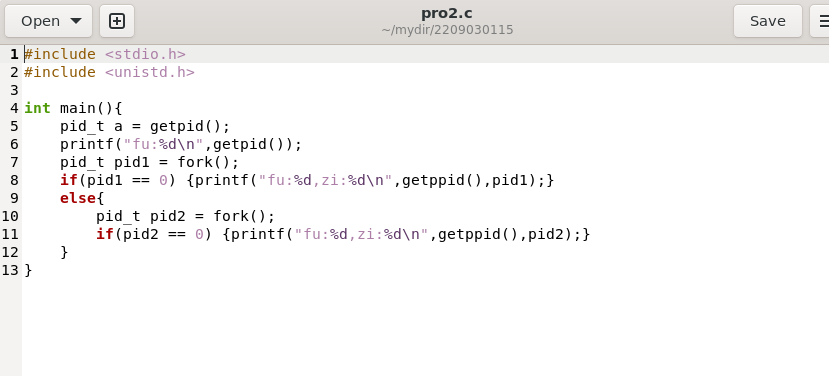 Open
pro2.c
~/mydir/2209030115
Save
1 #include <stdio.h>
2 #include <unistd.h>
3
4 int main(){
5     pid_t a = getpid();
6     printf("fu:%d\n",getpid());
7     pid_t pid1 = fork();
8     if(pid1 == 0) {printf("fu:%d,zi:%d\n",getppid(),pid1);}
9     else{
10         pid_t pid2 = fork();
11         if(pid2 == 0) {printf("fu:%d,zi:%d\n",getppid(),pid2);}
12     }
13 }